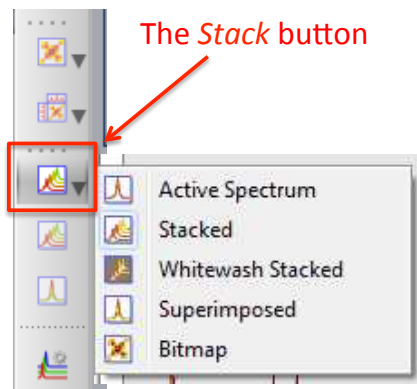 The Stack button
Active Spectrum
Stacked
Whitewash Stacked
Superimposed
Bitmap